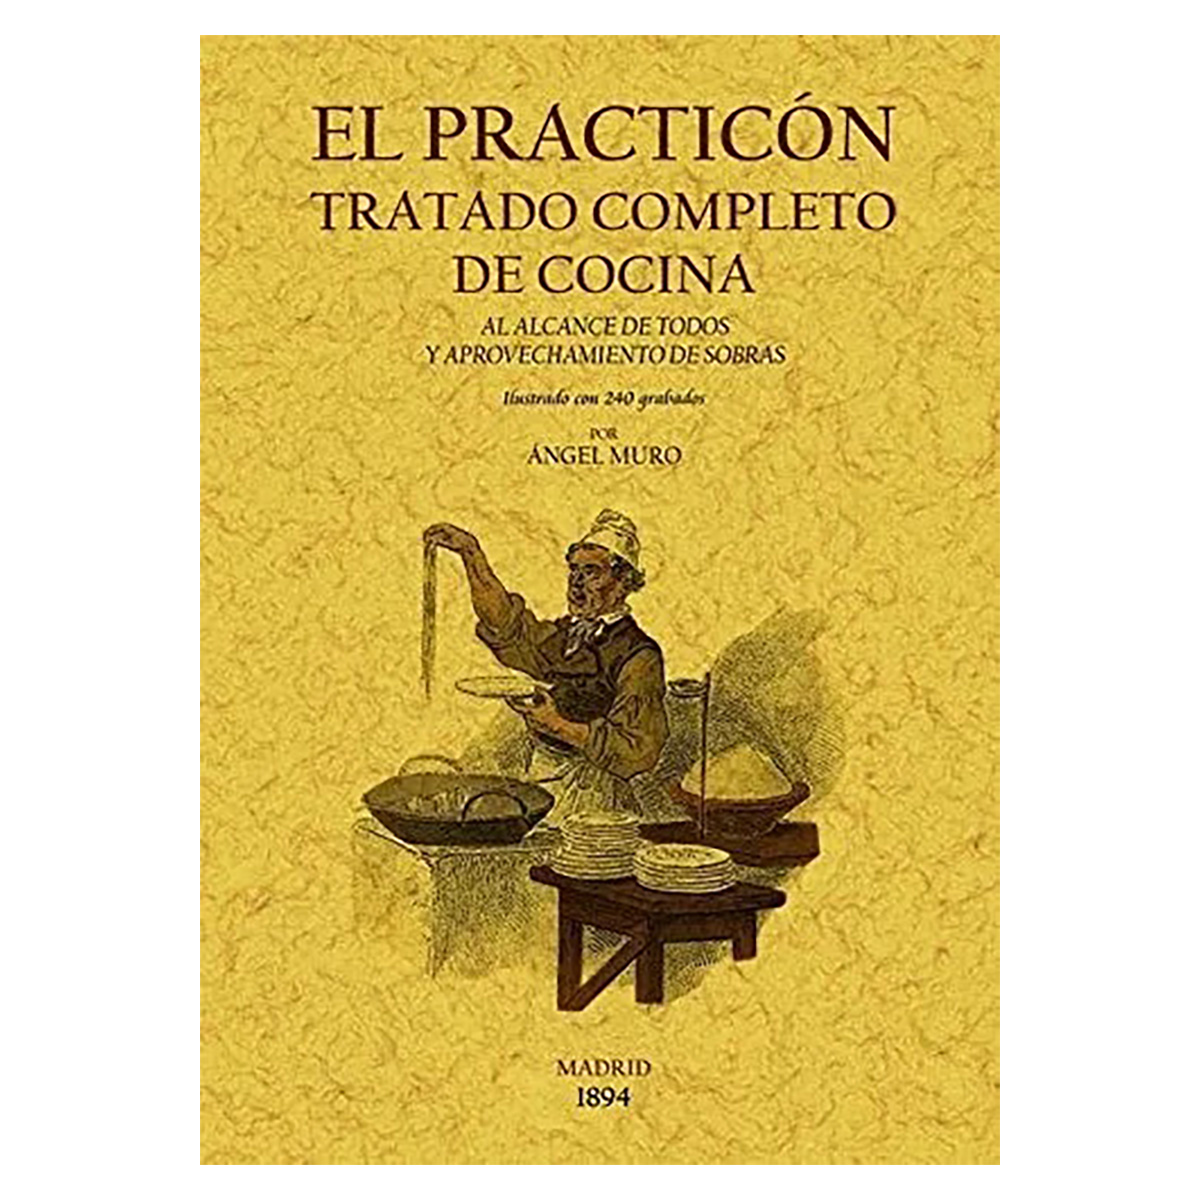 EL PRACTICÓN
TRATADO COMPLETO
DE COCINA
AL ALCANCE DE TODOS
Y APROVECHAMIENTO DE SOBRAS
Ilustrado con 240 grabados
POR
ÁNGEL MURO
MADRID
1894